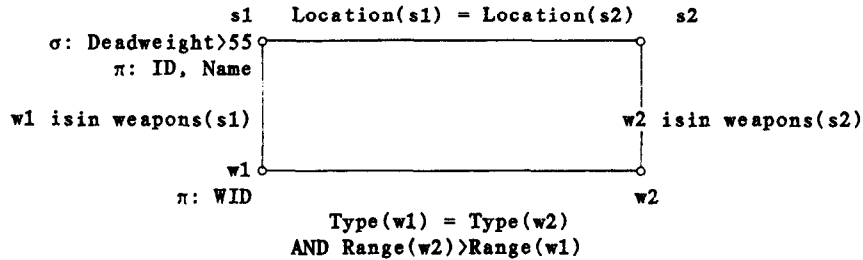 s1 Location(s1) = Location(s2) s2
σ: Deadweight>55
π: ID, Name
w1 isin weapons(s1) w2 isin weapons(s2)
w1
π: WID w2
Type(w1) = Type(w2)
AND Range(w2)>Range(w1)